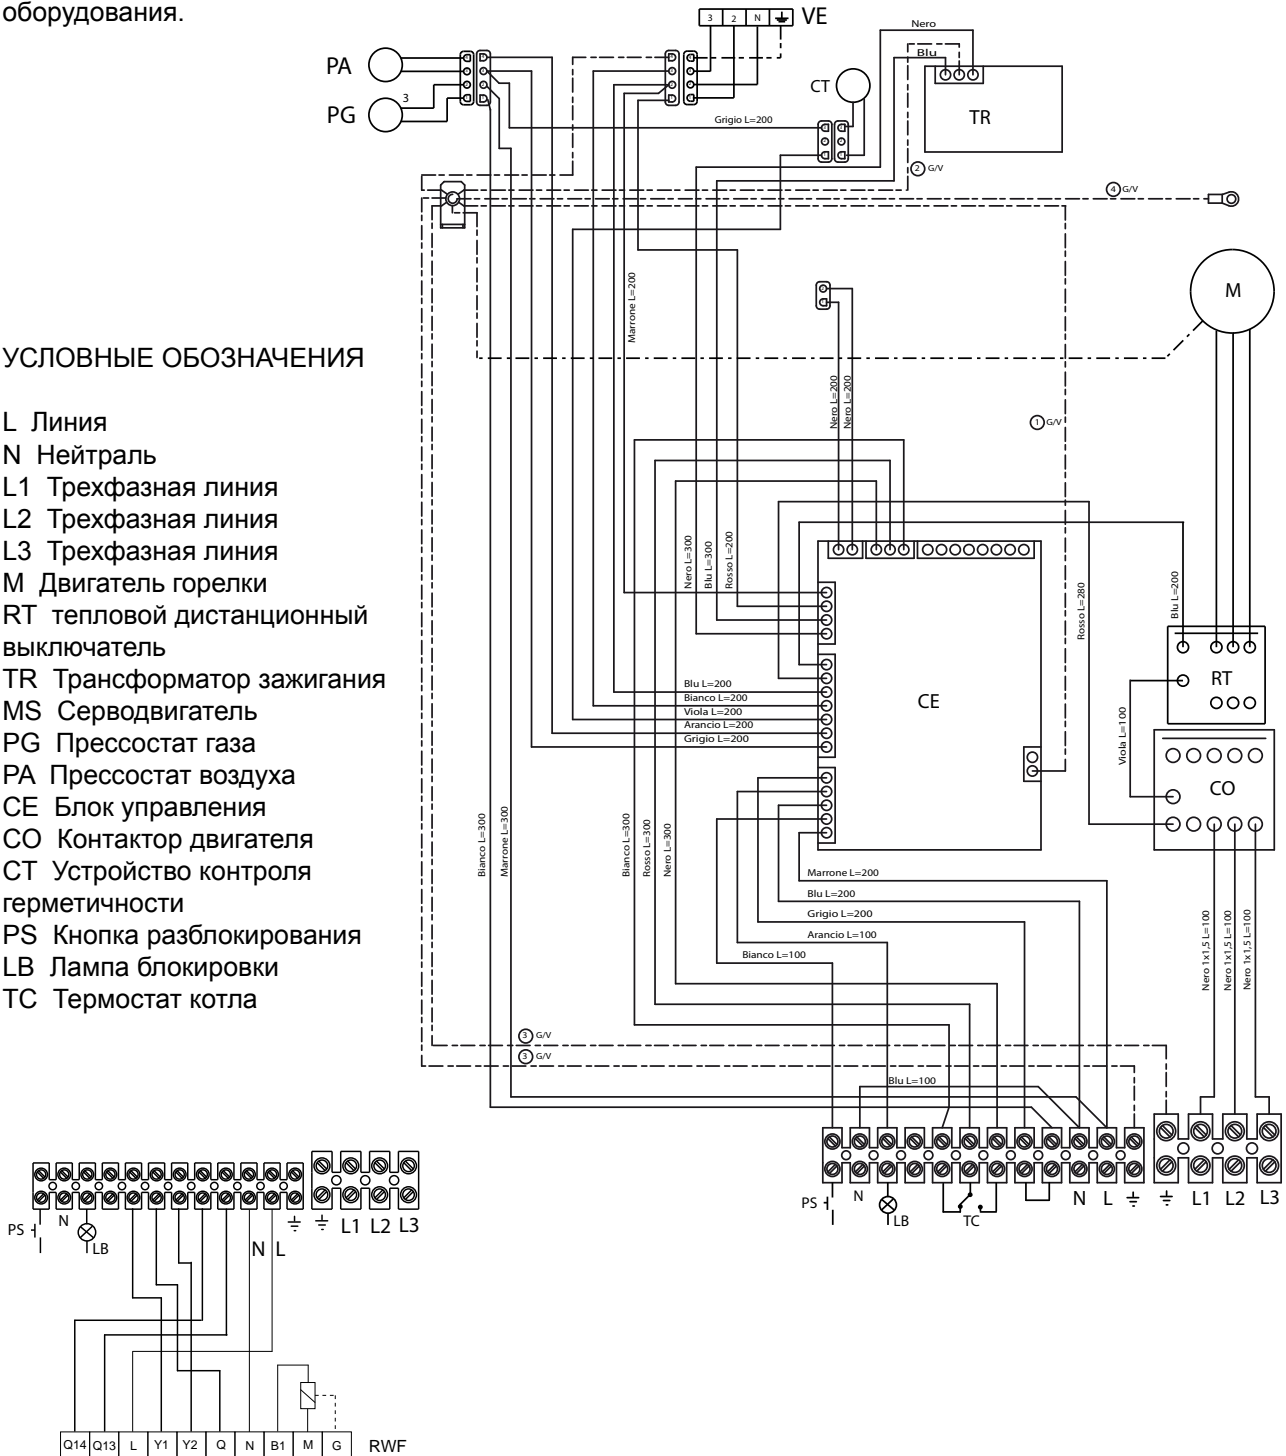 оборудования.
3 2 N
VE
PA
PG
3
CT
Nero
Blu
TR
Grigio L=200
2 G/V
4 G/V
Marrone L=200
M
УСЛОВНЫЕ ОБОЗНАЧЕНИЯ
L Линия
N Нейтраль
L1 Трехфазная линия
L2 Трехфазная линия
L3 Трехфазная линия
M Двигатель горелки
RT тепловой дистанционный
выключатель
TR Трансформатор зажигания
MS Серводвигатель
PG Прессостат газа
PA Прессостат воздуха
CE Блок управления
CO Контактор двигателя
CT Устройство контроля
герметичности
PS Кнопка разблокирования
LB Лампа блокировки
TC Термостат котла
Nero L=200
Nero L=200
1 G/V
Nero L=300
Blu L=300
Rosso L=200
Rosso L=280
Blu L=200
RT
Blu L=200
Bianco L=200
Viola L=200
Arancio L=200
Grigio L=200
CE
Viola L=100
CO
Bianco L=300
Marrone L=300
Bianco L=300
Rosso L=300
Nero L=300
Marrone L=200
Blu L=200
Grigio L=200
Arancio L=100
Bianco L=100
Nero 1x1,5 L=100
Nero 1x1,5 L=100
Nero 1x1,5 L=100
3 G/V
3 G/V
Blu L=100
PS N LB TC N L L1 L2 L3
PS N LB N L L1 L2 L3
Q14 Q13 L Y1 Y2 Q N B1 M G RWF